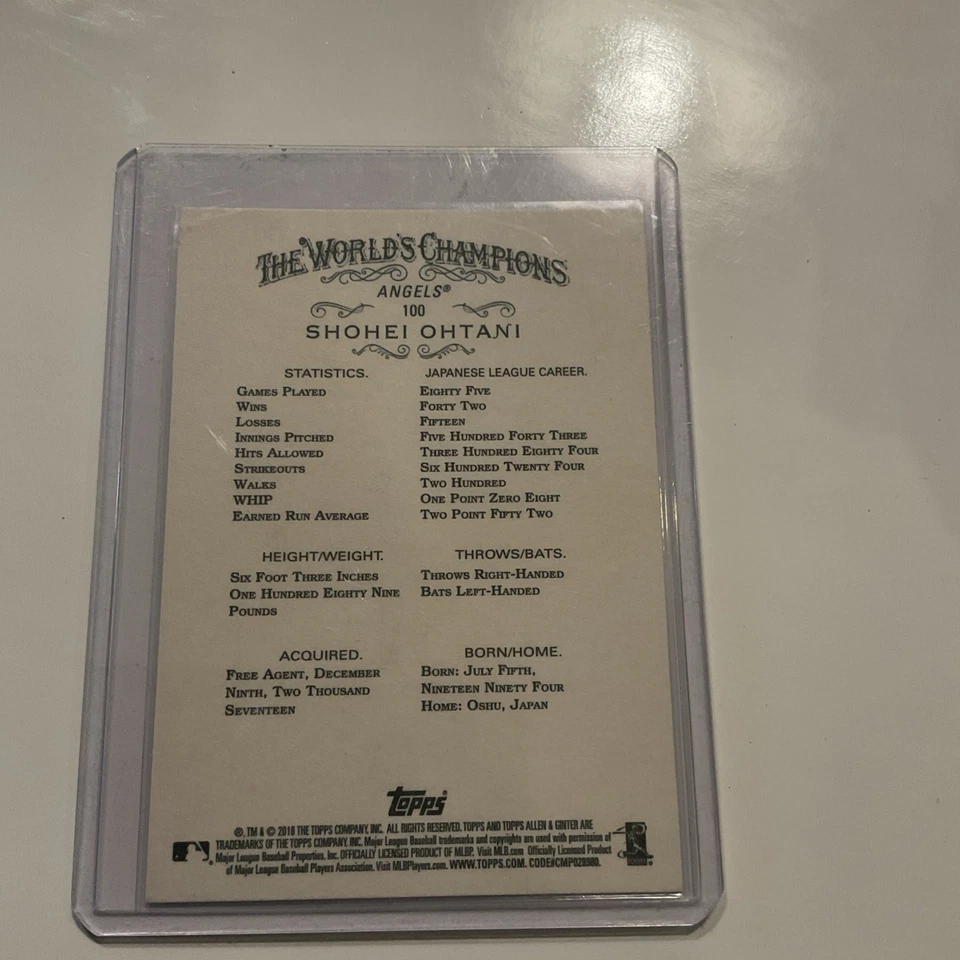 THE WORLD'S CHAMPIONS
ANGELS®
100
SHOHEI OHTANI
STATISTICS. JAPANESE LEAGUE CAREER.
GAMES PLAYED EIGHTY FIVE
WINS FORTY TWO
LOSSES FIFTEEN
INNINGS PITCHED FIVE HUNDRED FORTY THREE
HITS ALLOWED THREE HUNDRED EIGHTY FOUR
STRIKEOUTS SIX HUNDRED TWENTY FOUR
WALKS TWO HUNDRED
WHIP ONE POINT ZERO EIGHT
EARNED RUN AVERAGE TWO POINT FIFTY TWO
HEIGHT/WEIGHT.
SIX FOOT THREE INCHES
ONE HUNDRED EIGHTY NINE
POUNDS
THROWS/BATS.
THROWS RIGHT-HANDED
BATS LEFT-HANDED
ACQUIRED.
FREE AGENT, DECEMBER
NINTH, TWO THOUSAND
SEVENTEEN
BORN/HOME.
BORN: JULY FIFTH,
NINETEEN NINETY FOUR
HOME: OSHU, JAPAN
topps
®, TM & © 2018 THE TOPPS COMPANY, INC. ALL RIGHTS RESERVED. TOPPS AND TOPPS ALLEN & GINTER ARE
TRADEMARKS OF THE TOPPS COMPANY, INC. Major League Baseball trademarks and copyrights are used with permission of
Major League Baseball Properties, Inc. OFFICIALLY LICENSED PRODUCT OF MLBP. Visit MLB.com Officially Licensed Product
of Major League Baseball Players Association. Visit MLBPlayers.com. WWW.TOPPS.COM. CODE#CMP028980.